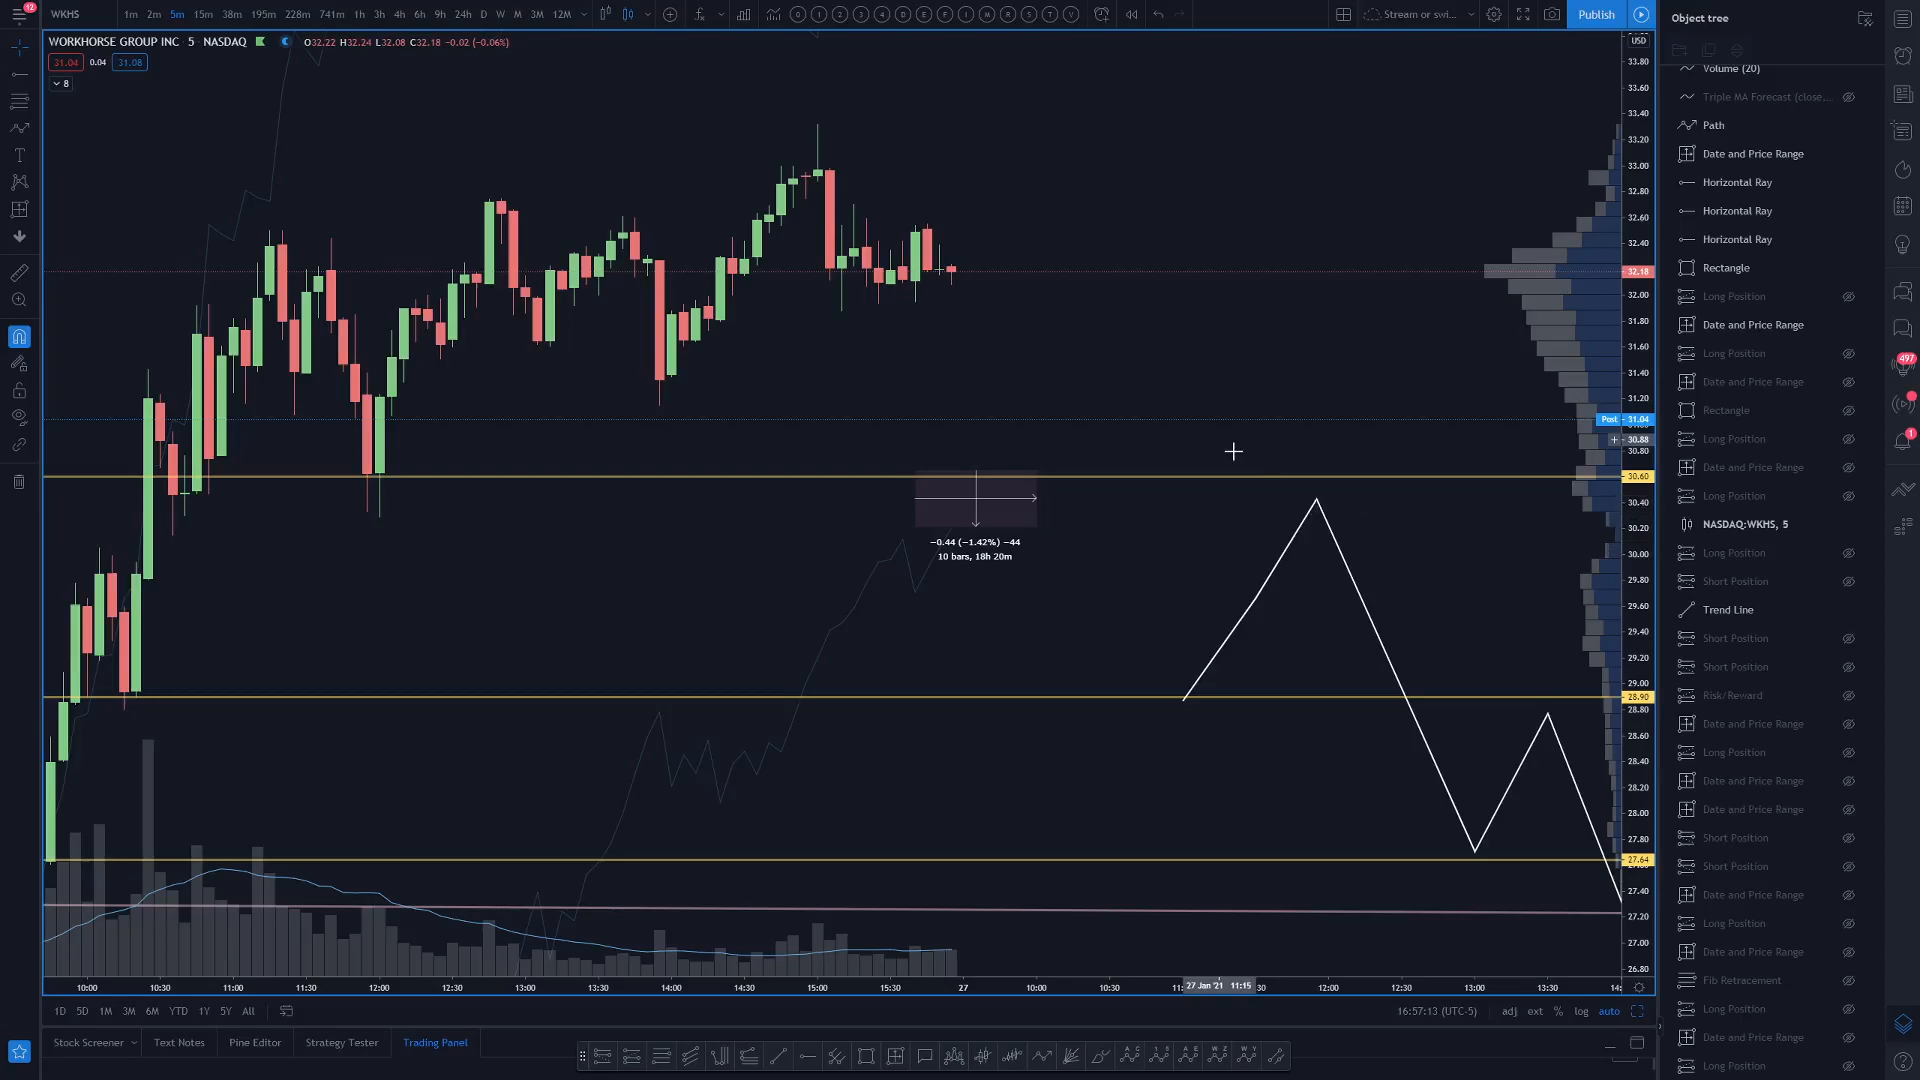 12
WKHS
1m 2m 5m 15m 38m 195m 228m 741m 1h 3h 4h 6h 9h 24h D W M 3M 12M
0 1 2 3 4 D E F I M R S T V
Stream or swi...
Publish
Object tree
WORKHORSE GROUP INC · 5 · NASDAQ
O32.22 H32.24 L32.08 C32.18 −0.02 (−0.06%)
31.04 0.04 31.08
8
USD
33.80
33.60
33.40
33.20
33.00
32.80
32.60
32.40
32.18
32.00
31.80
31.60
31.40
31.20
Post 31.04
30.88
30.80
30.60
30.40
30.20
30.00
29.80
29.60
29.40
29.20
29.00
28.90
28.80
28.60
28.40
28.20
28.00
27.80
27.64
27.40
27.20
27.00
26.80
−0.44 (−1.42%) −44
10 bars, 18h 20m
10:00 10:30 11:00 11:30 12:00 12:30 13:00 13:30 14:00 14:30 15:00 15:30 27 10:00 10:30 27 Jan '21 11:15 12:00 12:30 13:00 13:30
1D 5D 1M 3M 6M YTD 1Y 5Y All
16:57:13 (UTC-5) adj ext % log auto
Stock Screener
Text Notes
Pine Editor
Strategy Tester
Trading Panel
Volume (20)
Triple MA Forecast (close,...
Path
Date and Price Range
Horizontal Ray
Horizontal Ray
Horizontal Ray
Rectangle
Long Position
Date and Price Range
Long Position
Date and Price Range
Rectangle
Long Position
Date and Price Range
Long Position
NASDAQ:WKHS, 5
Long Position
Short Position
Trend Line
Short Position
Short Position
Risk/Reward
Date and Price Range
Long Position
Date and Price Range
Date and Price Range
Short Position
Short Position
Date and Price Range
Long Position
Date and Price Range
Fib Retracement
Long Position
Date and Price Range
Long Position
497
1